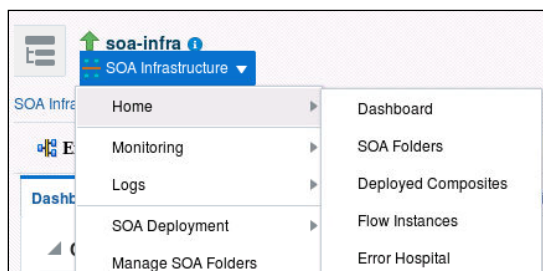 soa-infra
SOA Infrastructure
SOA Infra
Home
Dashboard
SOA Folders
Monitoring
Logs
Deployed Composites
Flow Instances
SOA Deployment
Error Hospital
Manage SOA Folders